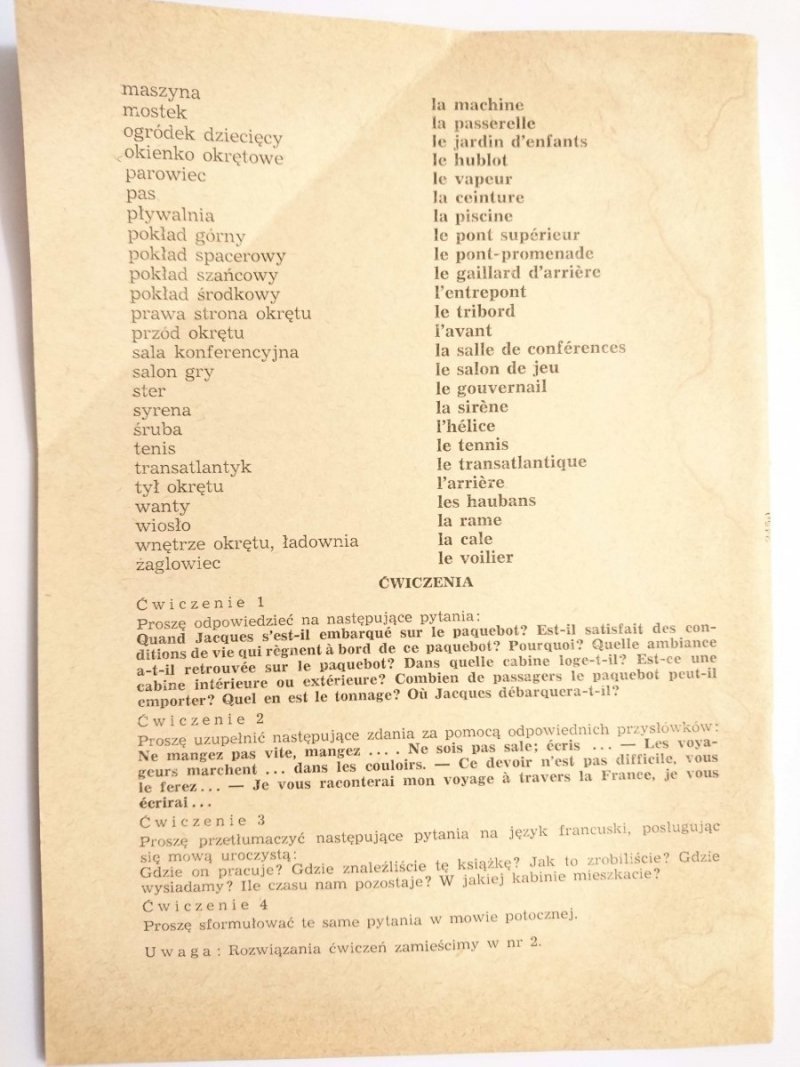 maszyna la machine
mostek la passerelle
ogródek dziecięcy le jardin d'enfants
okienko okrętowe le hublot
parowiec le vapeur
pas la ceinture
pływalnia la piscine
pokład górny le pont supérieur
pokład spacerowy le pont-promenade
pokład szańcowy le gaillard d'arrière
pokład środkowy l'entrepont
prawa strona okrętu le tribord
przód okrętu l'avant
sala konferencyjna la salle de conférences
salon gry le salon de jeu
ster le gouvernail
syrena la sirène
śruba l'hélice
tenis le tennis
transatlantyk le transatlantique
tył okrętu l'arrière
wanty les haubans
wiosło la rame
wnętrze okrętu, ładownia la cale
żaglowiec le voilier
ĆWICZENIA
Ćwiczenie 1
Proszę odpowiedzieć na następujące pytania:
Quand Jacques s'est-il embarqué sur le paquebot? Est-il satisfait des con-
ditions de vie qui règnent à bord de ce paquebot? Pourquoi? Quelle ambiance
a-t-il retrouvée sur le paquebot? Dans quelle cabine loge-t-il? Est-ce une
cabine intérieure ou extérieure? Combien de passagers le paquebot peut-il
emporter? Quel en est le tonnage? Où Jacques débarquera-t-il?
Ćwiczenie 2
Proszę uzupełnić następujące zdania za pomocą odpowiednich przysłówków:
Ne mangez pas vite, mangez ... . Ne sois pas sale; écris ... — Les voya-
geurs marchent ... dans les couloirs. — Ce devoir n'est pas difficile, vous
le ferez ... — Je vous raconterai mon voyage à travers la France, je vous
écrirai ...
Ćwiczenie 3
Proszę przetłumaczyć następujące pytania na język francuski, posługując
się mową uroczystą:
Gdzie on pracuje? Gdzie znaleźliście tę książkę? Jak to zrobiliście? Gdzie
wysiadamy? Ile czasu nam pozostaje? W jakiej kabinie mieszkacie?
Ćwiczenie 4
Proszę sformułować te same pytania w mowie potocznej.
Uwaga: Rozwiązania ćwiczeń zamieścimy w nr 2.